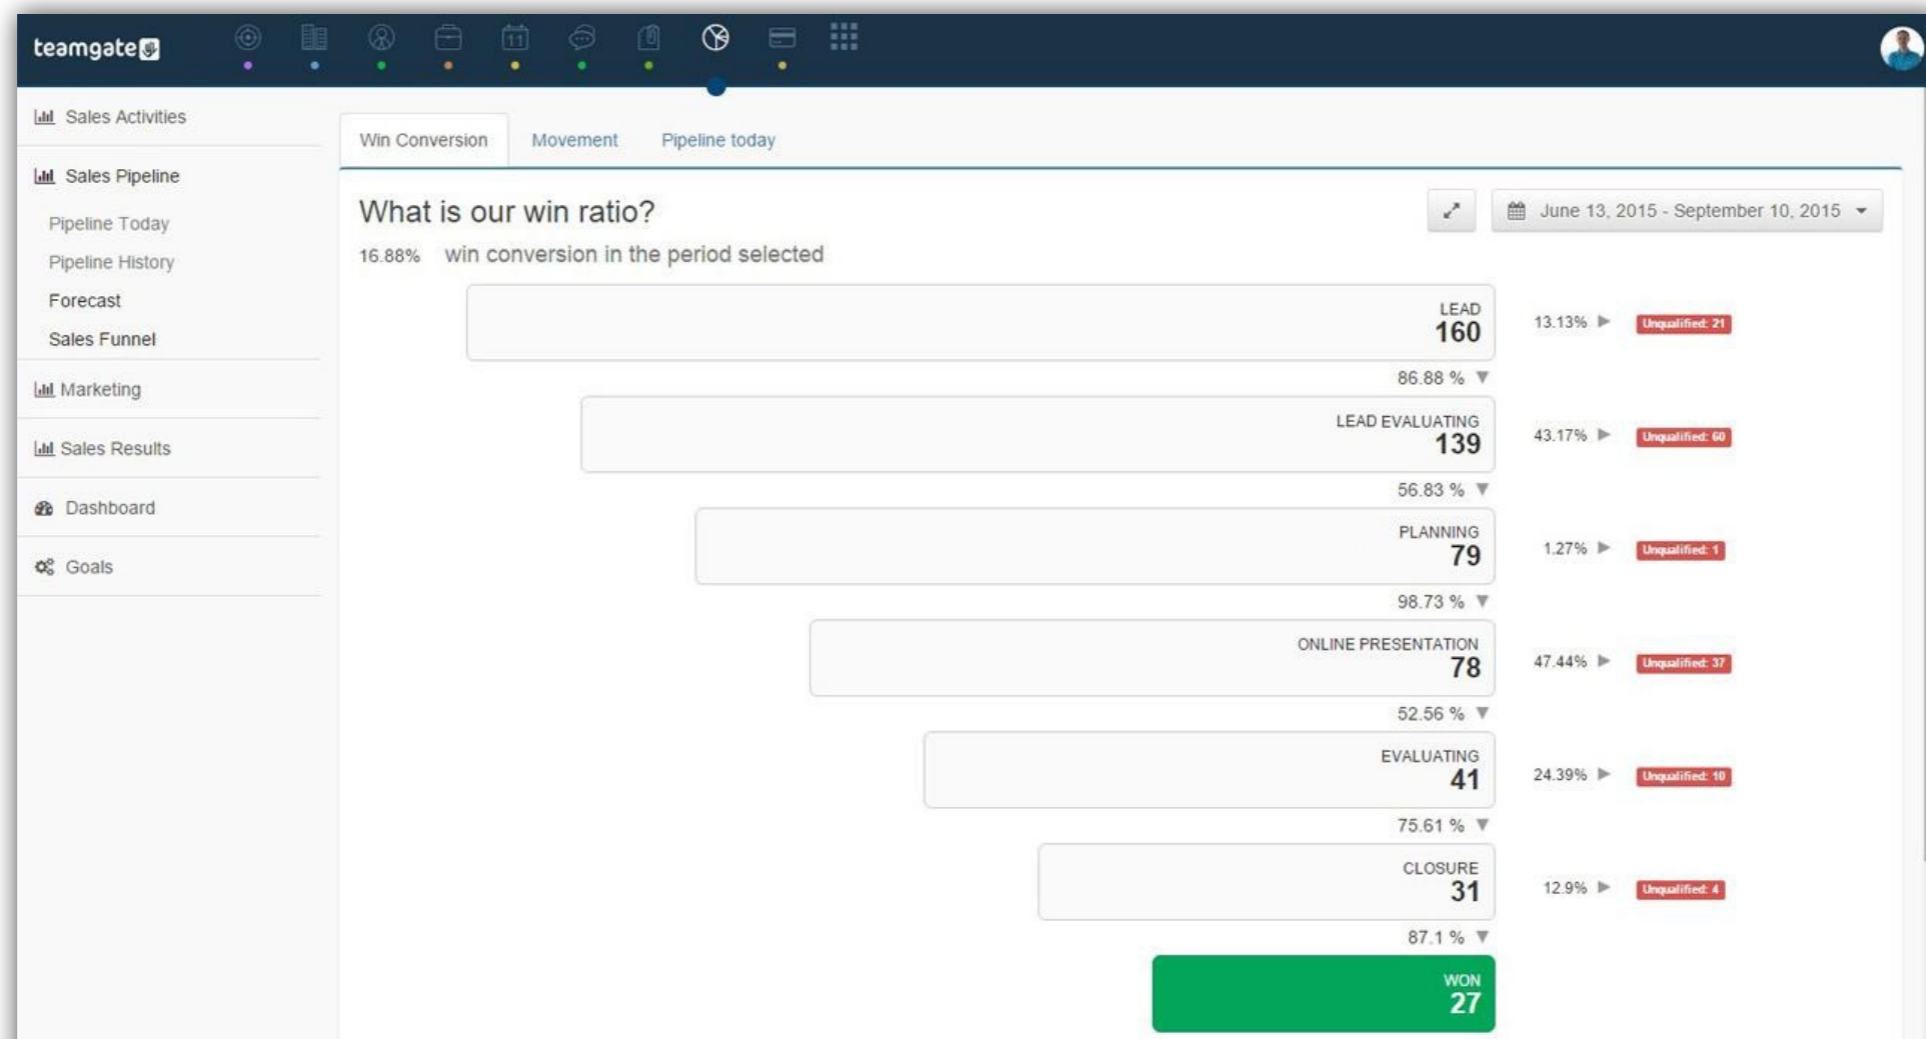 teamgate
11
Sales Activities
Sales Pipeline
Pipeline Today
Pipeline History
Forecast
Sales Funnel
Marketing
Sales Results
Dashboard
Goals
Win Conversion Movement Pipeline today
What is our win ratio?
June 13, 2015 - September 10, 2015
16.88% win conversion in the period selected
LEAD
160
13.13% Unqualified: 21
86.88 %
LEAD EVALUATING
139
43.17% Unqualified: 60
56.83 %
PLANNING
79
1.27% Unqualified: 1
98.73 %
ONLINE PRESENTATION
78
47.44% Unqualified: 37
52.56 %
EVALUATING
41
24.39% Unqualified: 10
75.61 %
CLOSURE
31
12.9% Unqualified: 4
87.1 %
WON
27